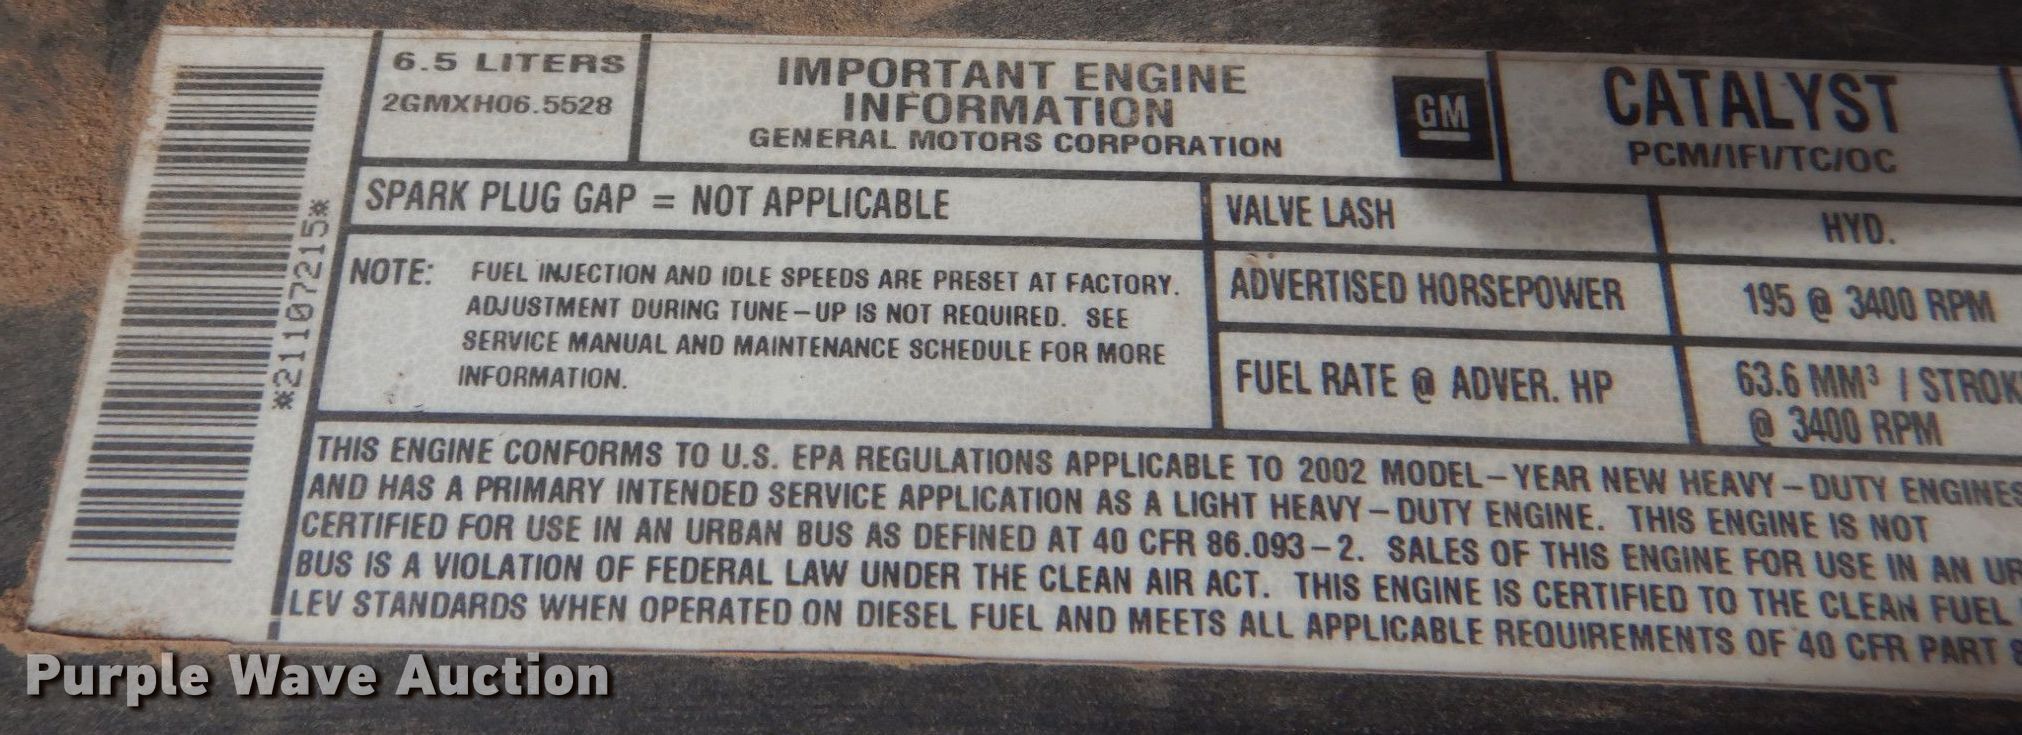 6.5 LITERS
2GMXH06.5528
IMPORTANT ENGINE
INFORMATION
GENERAL MOTORS CORPORATION
GM
CATALYST
PCM/IFI/TC/OC
*21107215*
SPARK PLUG GAP = NOT APPLICABLE
VALVE LASH
HYD.
NOTE: FUEL INJECTION AND IDLE SPEEDS ARE PRESET AT FACTORY.
ADJUSTMENT DURING TUNE-UP IS NOT REQUIRED. SEE
SERVICE MANUAL AND MAINTENANCE SCHEDULE FOR MORE
INFORMATION.
ADVERTISED HORSEPOWER
195 @ 3400 RPM
FUEL RATE @ ADVER. HP
63.6 MM³ / STROK
@ 3400 RPM
THIS ENGINE CONFORMS TO U.S. EPA REGULATIONS APPLICABLE TO 2002 MODEL-YEAR NEW HEAVY-DUTY ENGINES
AND HAS A PRIMARY INTENDED SERVICE APPLICATION AS A LIGHT HEAVY-DUTY ENGINE. THIS ENGINE IS NOT
CERTIFIED FOR USE IN AN URBAN BUS AS DEFINED AT 40 CFR 86.093-2. SALES OF THIS ENGINE FOR USE IN AN UR
BUS IS A VIOLATION OF FEDERAL LAW UNDER THE CLEAN AIR ACT. THIS ENGINE IS CERTIFIED TO THE CLEAN FUEL
LEV STANDARDS WHEN OPERATED ON DIESEL FUEL AND MEETS ALL APPLICABLE REQUIREMENTS OF 40 CFR PART
Purple Wave Auction